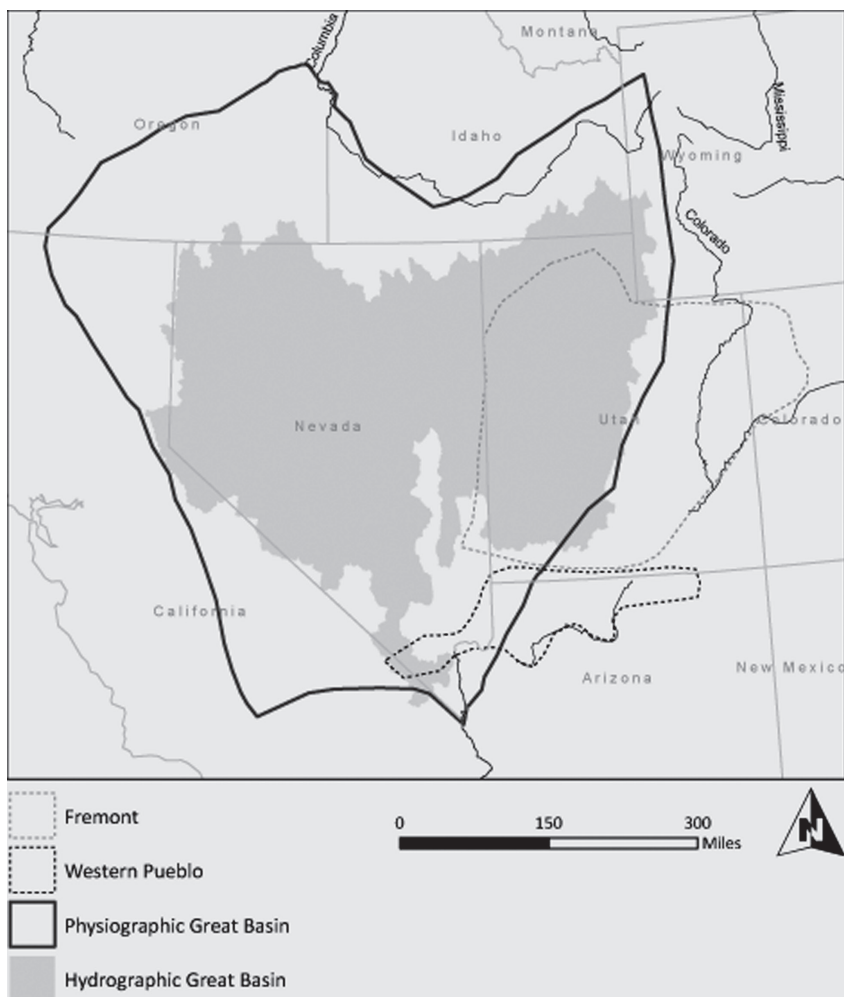 Columbia
Montana
Mississippi
Oregon
Idaho
Wyoming
Colorado
Nevada
Utah
Colorado
California
Arizona
New Mexico
Fremont
Western Pueblo
Physiographic Great Basin
Hydrographic Great Basin
0 150 300
Miles
N